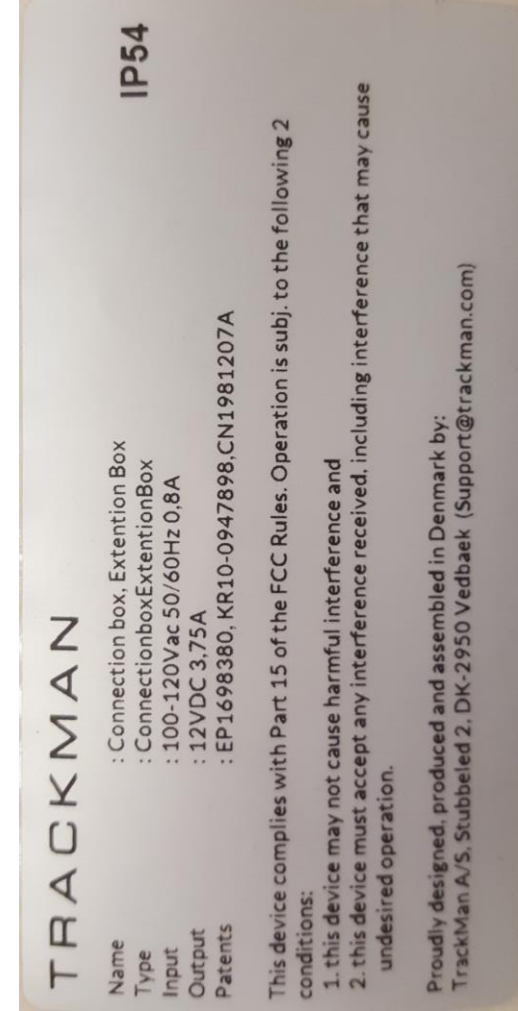 TRACKMAN
IP54
Name : Connection box, Extention Box
Type : ConnectionboxExtentionBox
Input : 100-120Vac 50/60Hz 0,8A
Output : 12VDC 3,75A
Patents : EP1698380, KR10-0947898,CN1981207A
This device complies with Part 15 of the FCC Rules. Operation is subj. to the following 2
conditions:
1. this device may not cause harmful interference and
2. this device must accept any interference received, including interference that may cause
undesired operation.
Proudly designed, produced and assembled in Denmark by:
TrackMan A/S, Stubbeled 2, DK-2950 Vedbaek (Support@trackman.com)